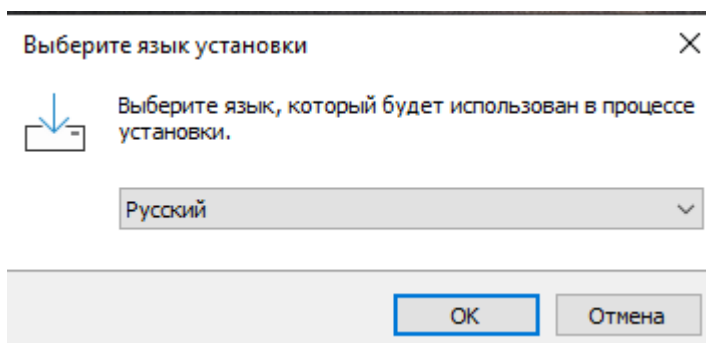 Выберите язык установки
Выберите язык, который будет использован в процессе
установки.
Русский
OK
Отмена